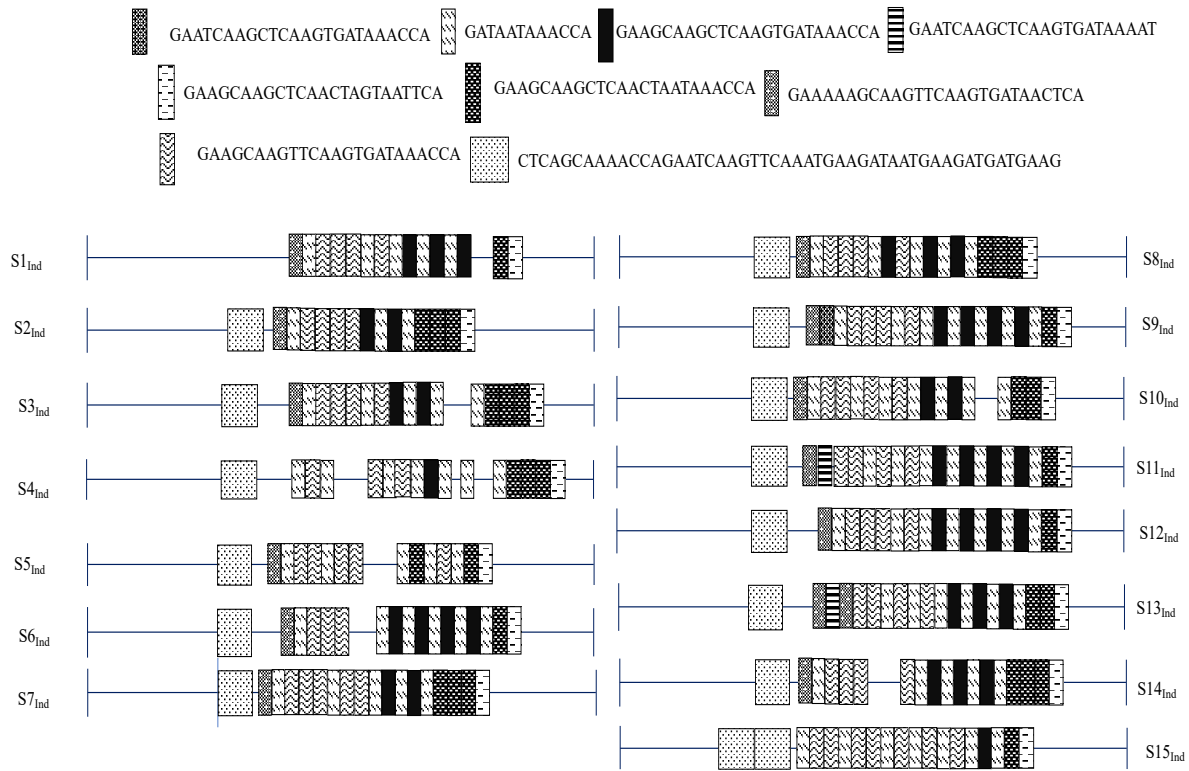 GAATCAAGCTCAAGTGATAAACCA GATAATAAACCA GAAGCAAGCTCAAGTGATAAACCA GAATCAAGCTCAAGTGATAAAAT
GAAGCAAGCTCAACTAGTAATTCA GAAGCAAGCTCAACTAATAAACCA GAAAAAGCAAGTTCAAGTGATAACTCA
GAAGCAAGTTCAAGTGATAAACCA CTCAGCAAAACCAGAATCAAGTTCAAATGAAGATAATGAAGATGATGAAG
S1Ind
S2Ind
S3Ind
S4Ind
S5Ind
S6Ind
S7Ind
S8Ind
S9Ind
S10Ind
S11Ind
S12Ind
S13Ind
S14Ind
S15Ind